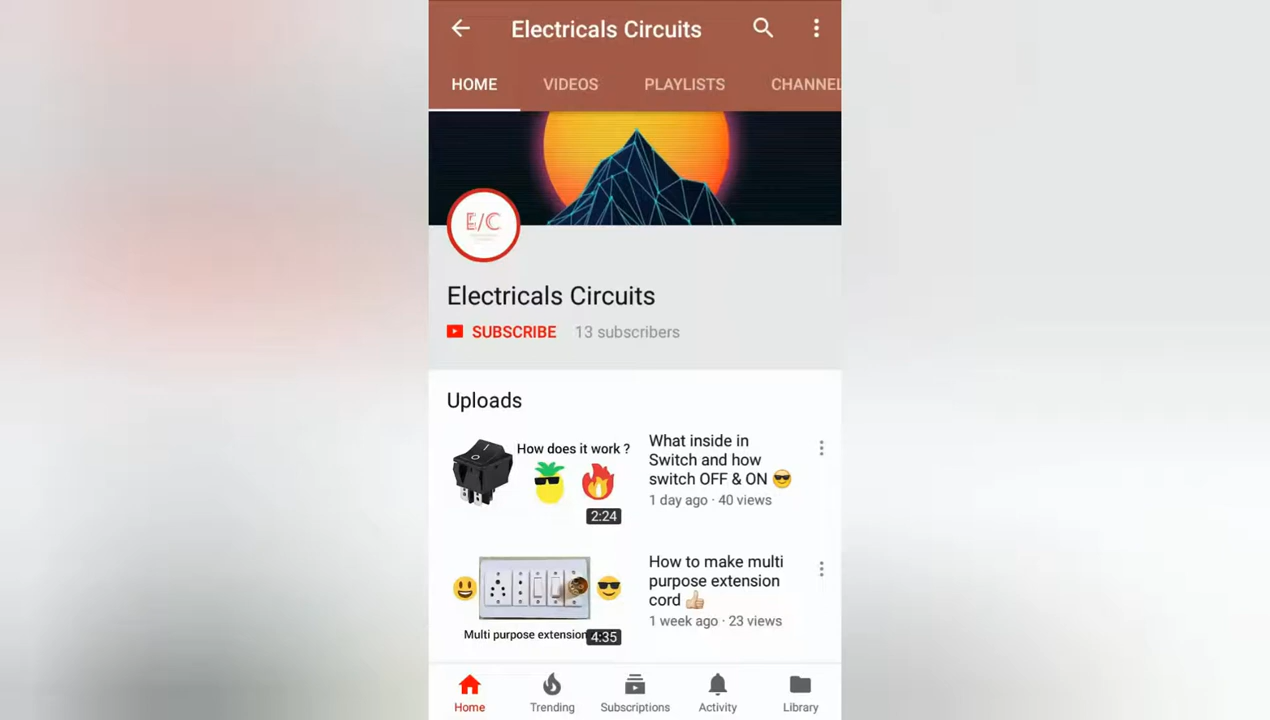 Electricals Circuits
HOME VIDEOS PLAYLISTS CHANNEL
E/C
Electricals Circuits
SUBSCRIBE 13 subscribers
Uploads
How does it work ?
2:24
What inside in
Switch and how
switch OFF & ON 😎
1 day ago · 40 views
Multi purpose extension
4:35
How to make multi
purpose extension
cord 👍🏼
1 week ago · 23 views
Home Trending Subscriptions Activity Library